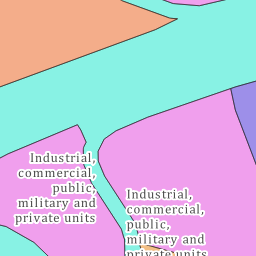 Industrial,
commercial,
public,
military and
private units
Industrial,
commercial,
public,
military and
private units